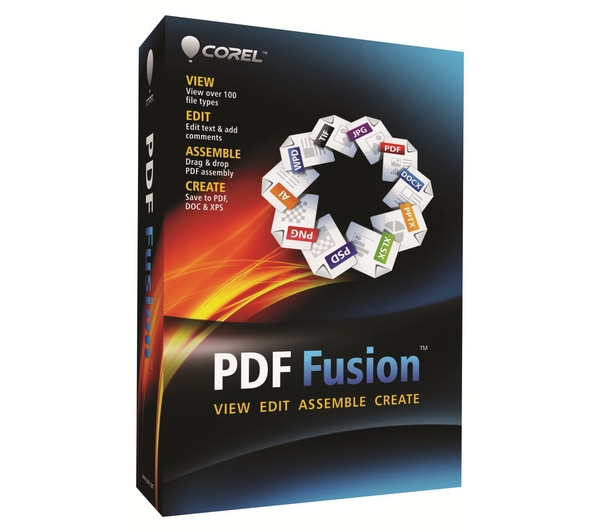 COREL™
VIEW
View over 100
file types
EDIT
Edit text & add
comments
ASSEMBLE
Drag & drop
PDF assembly
CREATE
Save to PDF,
DOC & XPS
TIF
JPG
PDF
DOCX
PPTX
XLSX
PSD
PNG
AI
WPD
PDF Fusion™
VIEW EDIT ASSEMBLE CREATE
PDF Fusion